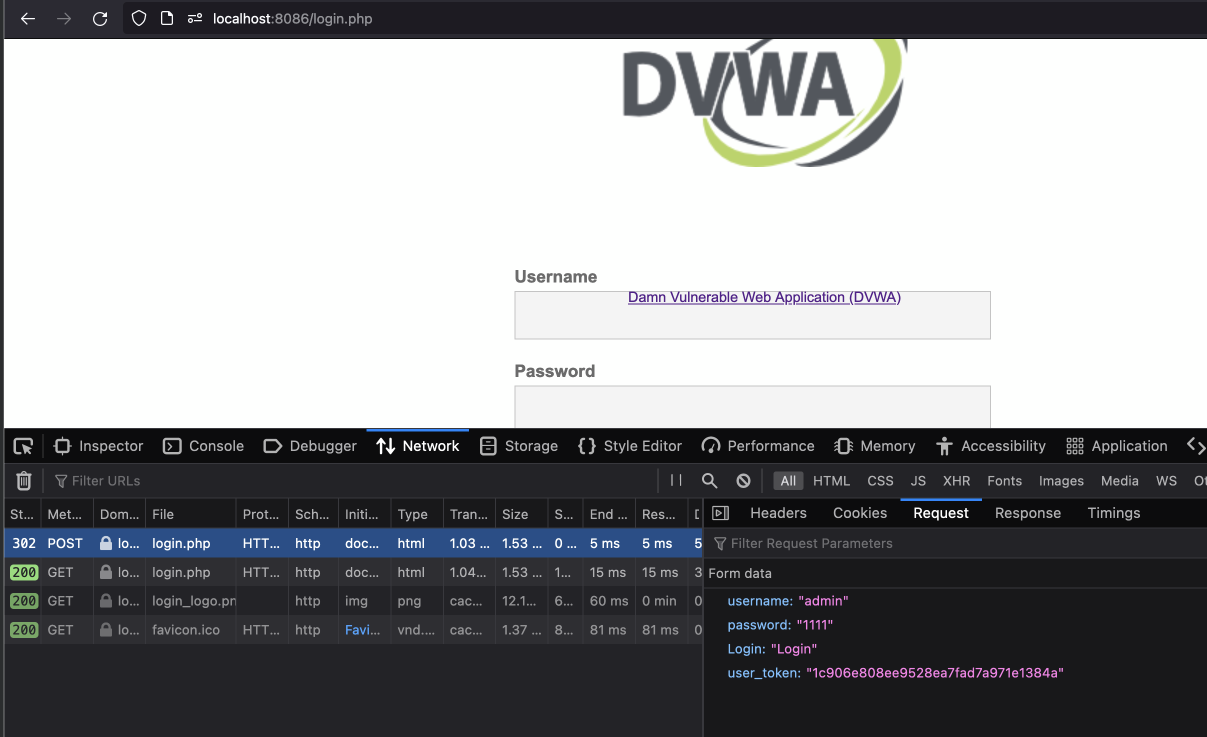 localhost:8086/login.php
DVWA
Username
Damn Vulnerable Web Application (DVWA)
Password
Inspector Console Debugger Network Storage Style Editor Performance Memory Accessibility Application
Filter URLs All HTML CSS JS XHR Fonts Images Media WS Ot
St... Met... Dom... File Prot... Sch... Initi... Type Tran... Size S... End ... Res...
302 POST lo... login.php HTT... http doc... html 1.03 ... 1.53 ... 0 ... 5 ms 5 ms 5
200 GET lo... login.php HTT... http doc... html 1.04... 1.53 ... 1... 15 ms 15 ms 3
200 GET lo... login_logo.pn http img png cac... 12.1... 6... 60 ms 0 min 0
200 GET lo... favicon.ico HTT... http Favi... vnd.... cac... 1.37 ... 8... 81 ms 81 ms 0
Headers Cookies Request Response Timings
Filter Request Parameters
Form data
username: "admin"
password: "1111"
Login: "Login"
user_token: "1c906e808ee9528ea7fad7a971e1384a"